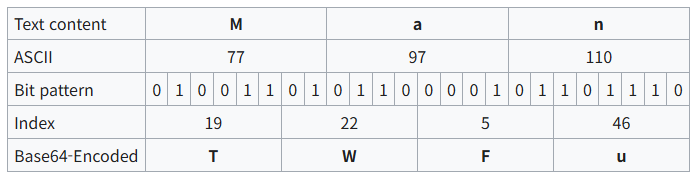 Text content M a n
ASCII 77 97 110
Bit pattern 0 1 0 0 1 1 0 1 0 1 1 0 0 0 0 1 0 1 1 0 1 1 1 0
Index 19 22 5 46
Base64-Encoded T W F u